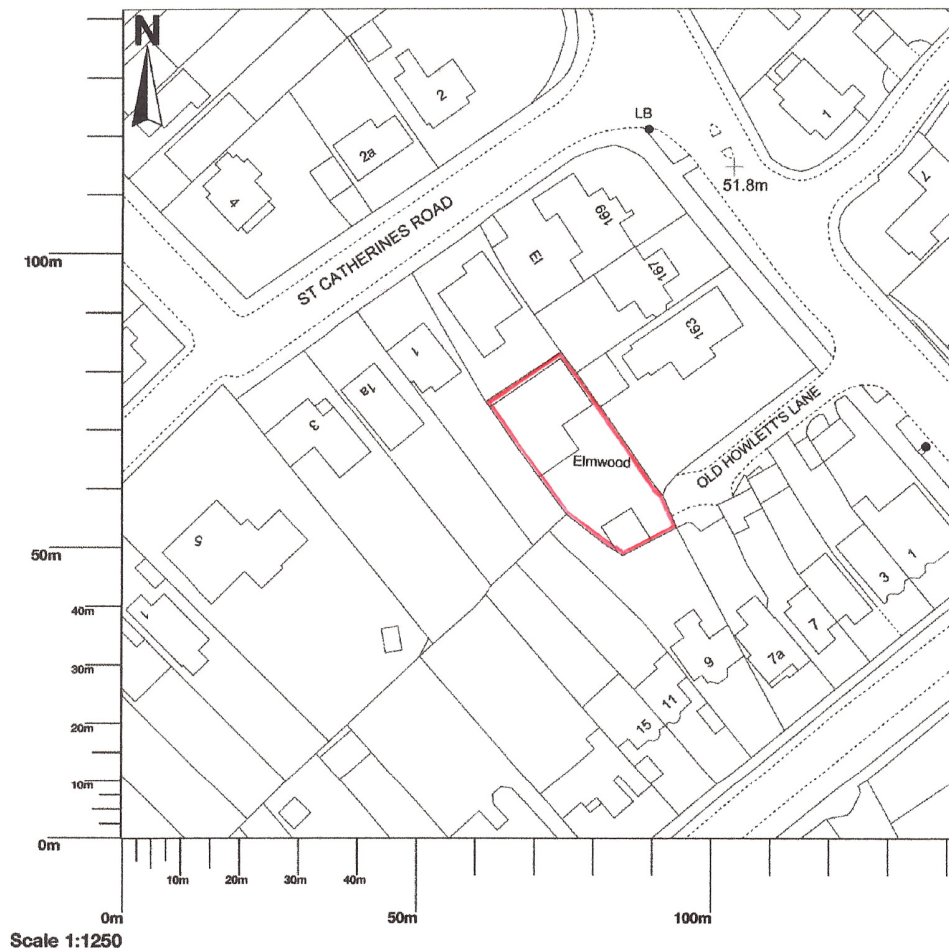 N
2
1
LB
2a
7
51.8m
4
ST CATHERINES ROAD
169
El
100m
167
163
1
1a
OLD HOWLETT'S LANE
3
Elmwood
5
50m
1
3
40m
1
7
9
7a
30m
11
15
20m
10m
0m
10m
20m
30m
40m
0m
50m
100m
Scale 1:1250